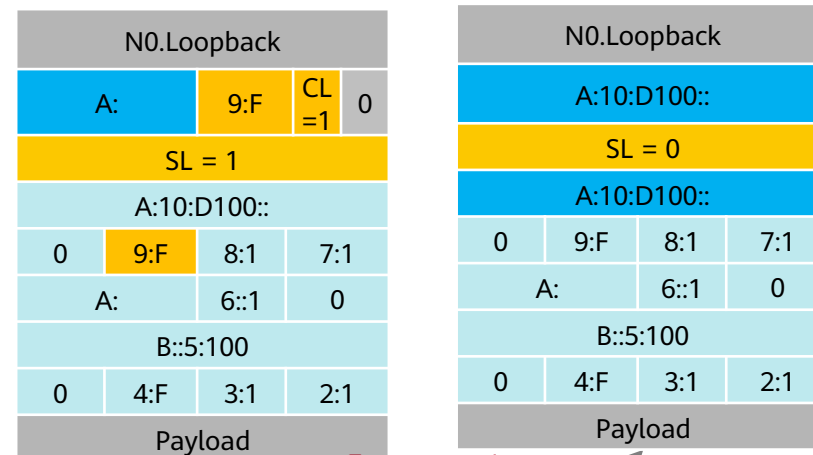 N0.Loopback
A: 9:F CL =1 0
SL = 1
A:10:D100::
0 9:F 8:1 7:1
A: 6::1 0
B::5:100
0 4:F 3:1 2:1
Payload
N0.Loopback
A:10:D100::
SL = 0
A:10:D100::
0 9:F 8:1 7:1
A: 6::1 0
B::5:100
0 4:F 3:1 2:1
Payload